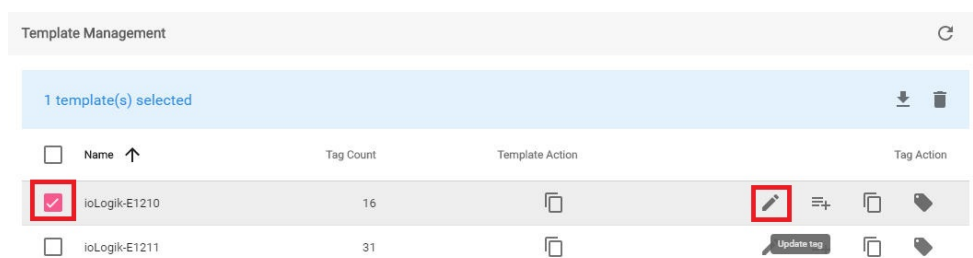 Template Management
1 template(s) selected
Name Tag Count Template Action Tag Action
ioLogik-E1210 16
ioLogik-E1211 31
Update tag